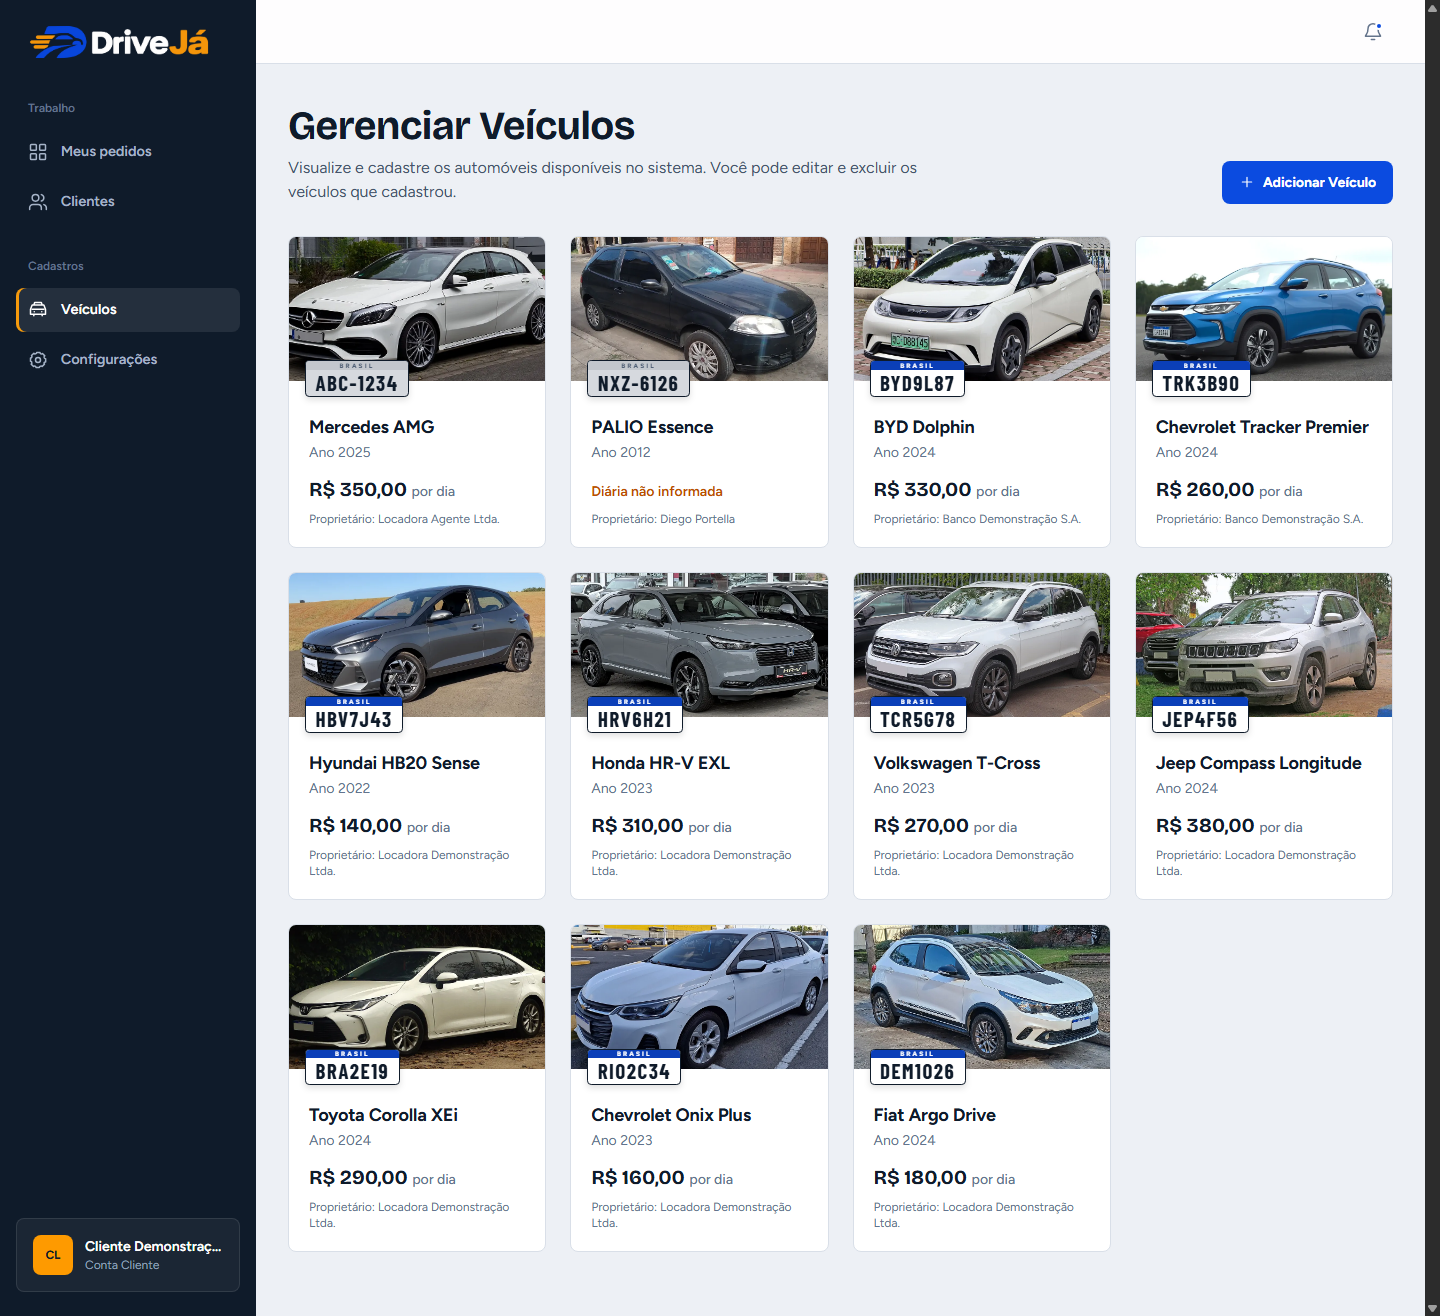 DriveJá
Trabalho
Meus pedidos
Clientes
Cadastros
Veículos
Configurações
Gerenciar Veículos
Visualize e cadastre os automóveis disponíveis no sistema. Você pode editar e excluir os
veículos que cadastrou.
Adicionar Veículo
BRASIL
ABC-1234
Mercedes AMG
Ano 2025
R$ 350,00 por dia
Proprietário: Locadora Agente Ltda.
BRASIL
NXZ-6126
PALIO Essence
Ano 2012
Diária não informada
Proprietário: Diego Portella
BRASIL
BYD9L87
BYD Dolphin
Ano 2024
R$ 330,00 por dia
Proprietário: Banco Demonstração S.A.
BRASIL
TRK3B90
Chevrolet Tracker Premier
Ano 2024
R$ 260,00 por dia
Proprietário: Banco Demonstração S.A.
BRASIL
HBV7J43
Hyundai HB20 Sense
Ano 2022
R$ 140,00 por dia
Proprietário: Locadora Demonstração
Ltda.
HR-V
BRASIL
HRV6H21
Honda HR-V EXL
Ano 2023
R$ 310,00 por dia
Proprietário: Locadora Demonstração
Ltda.
BRASIL
TCR5G78
Volkswagen T-Cross
Ano 2023
R$ 270,00 por dia
Proprietário: Locadora Demonstração
Ltda.
BRASIL
JEP4F56
Jeep Compass Longitude
Ano 2024
R$ 380,00 por dia
Proprietário: Locadora Demonstração
Ltda.
BRASIL
BRA2E19
Toyota Corolla XEi
Ano 2024
R$ 290,00 por dia
Proprietário: Locadora Demonstração
Ltda.
BRASIL
RIO2C34
Chevrolet Onix Plus
Ano 2023
R$ 160,00 por dia
Proprietário: Locadora Demonstração
Ltda.
BRASIL
DEM1026
Fiat Argo Drive
Ano 2024
R$ 180,00 por dia
Proprietário: Locadora Demonstração
Ltda.
CL
Cliente Demonstraç...
Conta Cliente